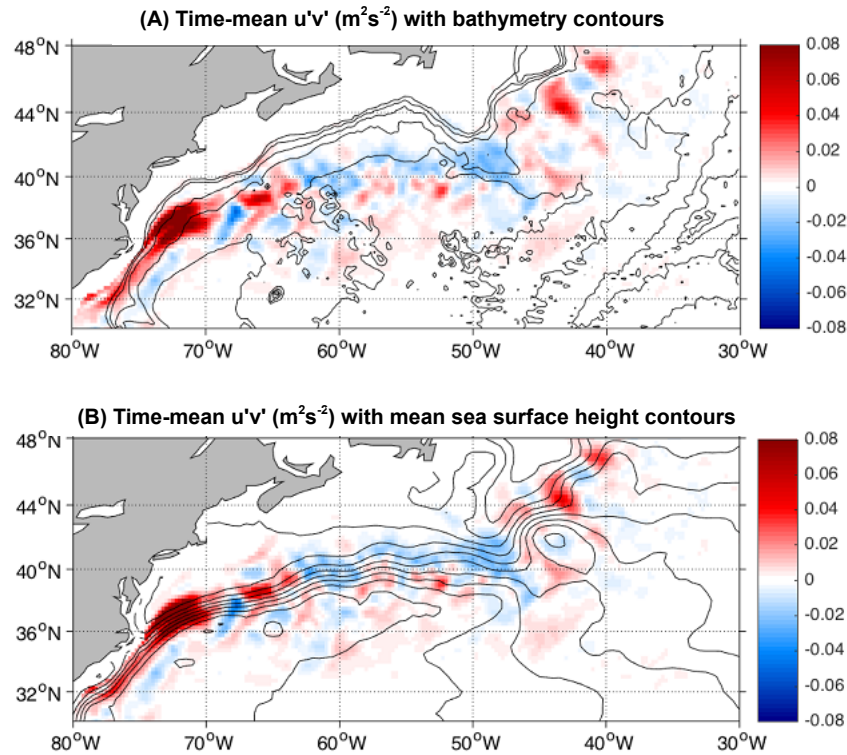 (A) Time-mean u'v' (m²s⁻²) with bathymetry contours
48°N
44°N
40°N
36°N
32°N
80°W 70°W 60°W 50°W 40°W 30°W
0.08
0.06
0.04
0.02
0
-0.02
-0.04
-0.06
-0.08
(B) Time-mean u'v' (m²s⁻²) with mean sea surface height contours
48°N
44°N
40°N
36°N
32°N
80°W 70°W 60°W 50°W 40°W 30°W
0.08
0.06
0.04
0.02
0
-0.02
-0.04
-0.06
-0.08